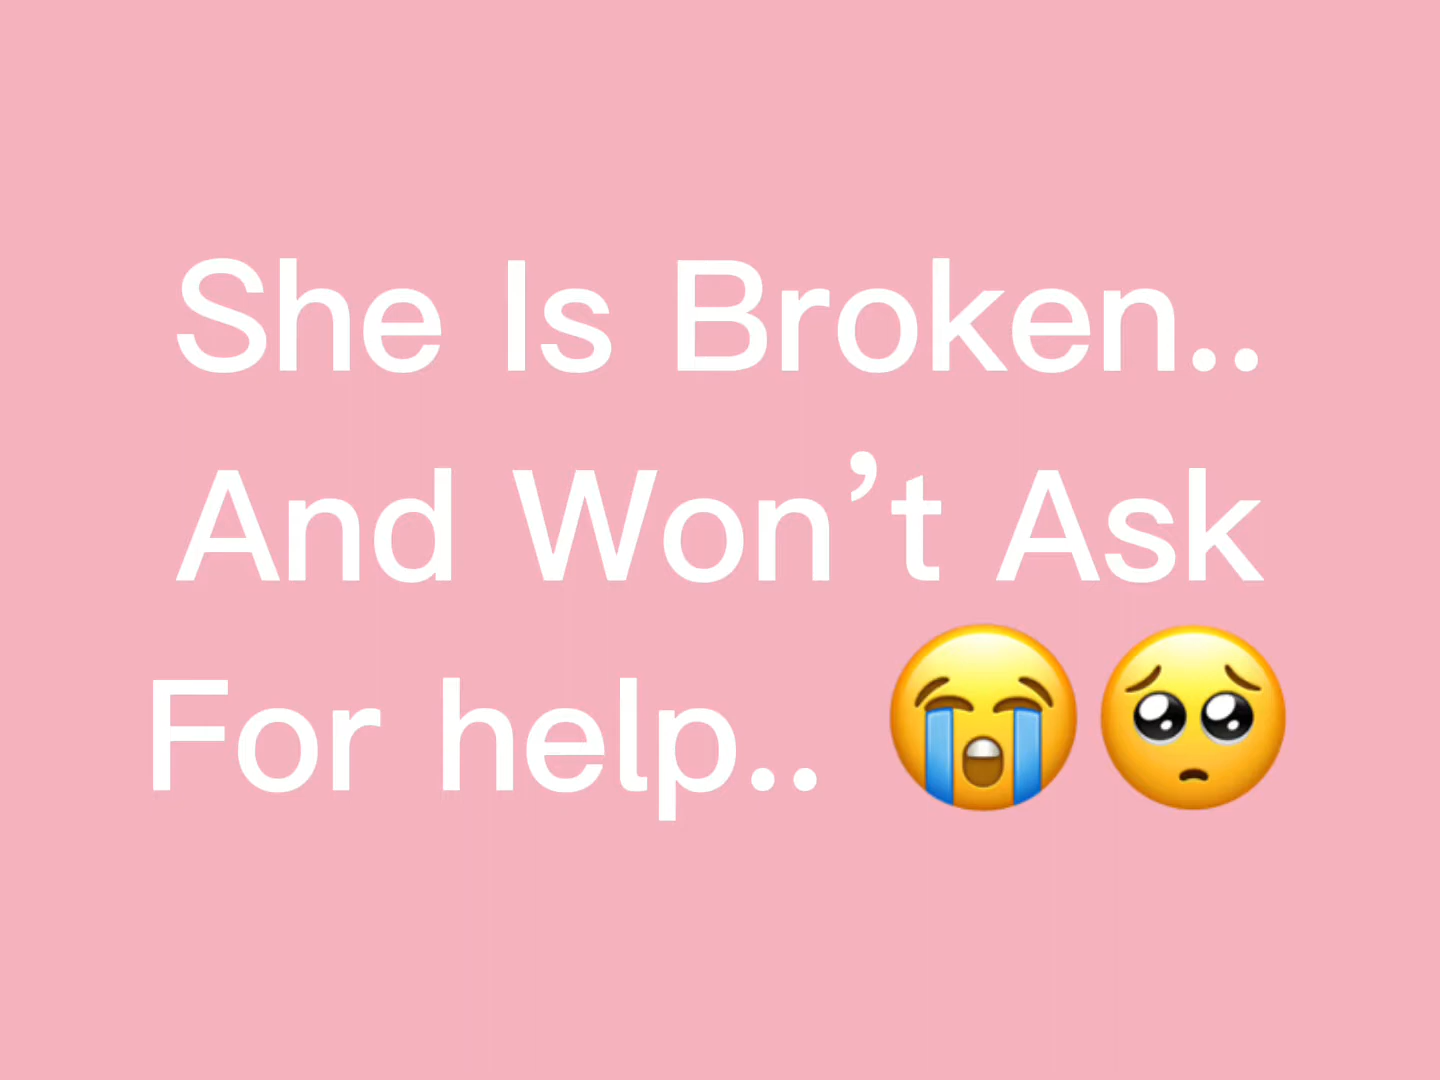 She Is Broken..
And Won’t Ask
For help.. 😭🥺